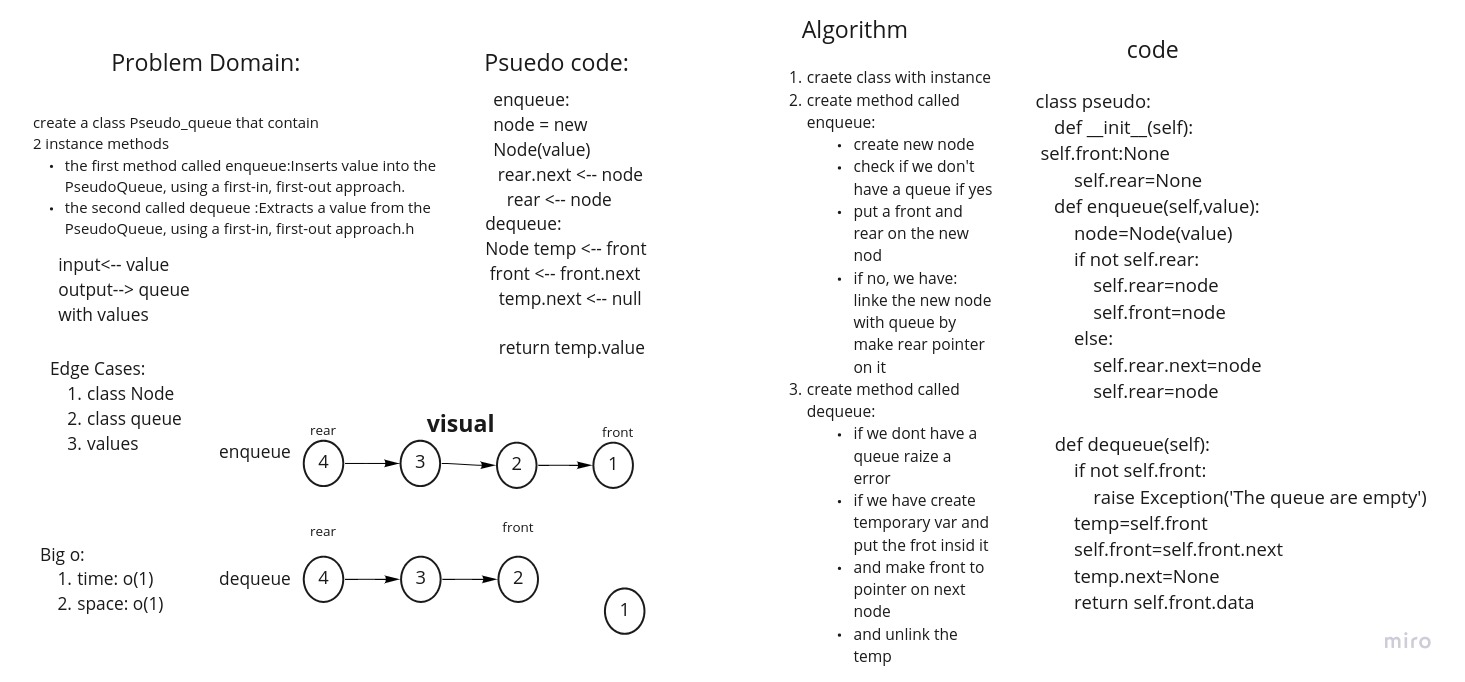 Problem Domain:
create a class Pseudo_queue that contain
2 instance methods
• the first method called enqueue:Inserts value into the
PseudoQueue, using a first-in, first-out approach.
• the second called dequeue :Extracts a value from the
PseudoQueue, using a first-in, first-out approach.h
input<-- value
output--> queue
with values
Edge Cases:
1. class Node
2. class queue
3. values
Big o:
1. time: o(1)
2. space: o(1)
Psuedo code:
enqueue:
node = new
Node(value)
rear.next <-- node
rear <-- node
dequeue:
Node temp <-- front
front <-- front.next
temp.next <-- null
return temp.value
visual
rear
front
enqueue
4
3
2
1
rear
front
dequeue
4
3
2
1
Algorithm
1. craete class with instance
2. create method called
enqueue:
• create new node
• check if we don't
have a queue if yes
• put a front and
rear on the new
nod
• if no, we have:
linke the new node
with queue by
make rear pointer
on it
3. create method called
dequeue:
• if we dont have a
queue raize a
error
• if we have create
temporary var and
put the frot insid it
• and make front to
pointer on next
node
• and unlink the
temp
code
class pseudo:
def __init__(self):
self.front:None
self.rear=None
def enqueue(self,value):
node=Node(value)
if not self.rear:
self.rear=node
self.front=node
else:
self.rear.next=node
self.rear=node
def dequeue(self):
if not self.front:
raise Exception('The queue are empty')
temp=self.front
self.front=self.front.next
temp.next=None
return self.front.data
miro